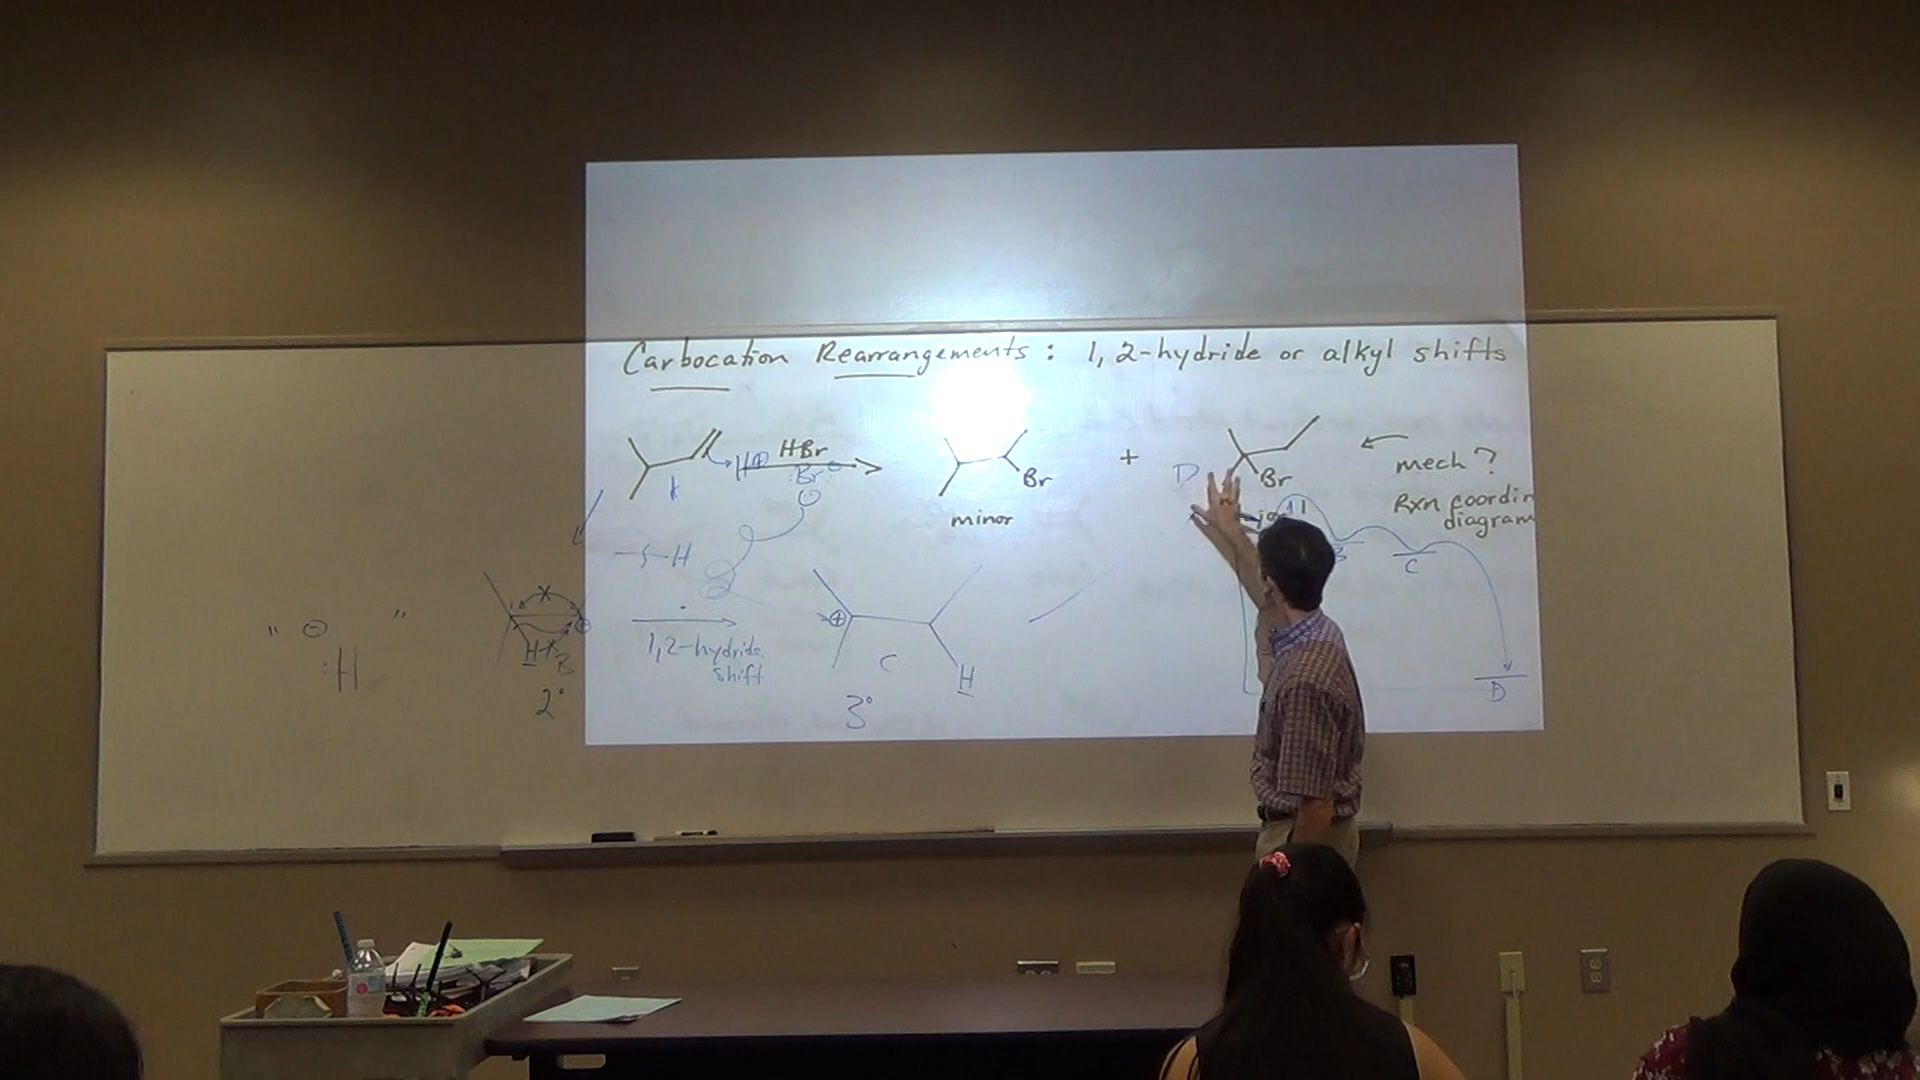 Carbocation Rearrangements: 1,2-hydride or alkyl shifts
HBr
H⊕
:Br:
⊖
Br
minor
+
D
Br
mech?
Rxn coordin
diagram
S-H
B
C
D
" ⊖ "
:H
H
B
2°
1,2-hydride
shift
⊕
C
H
3°